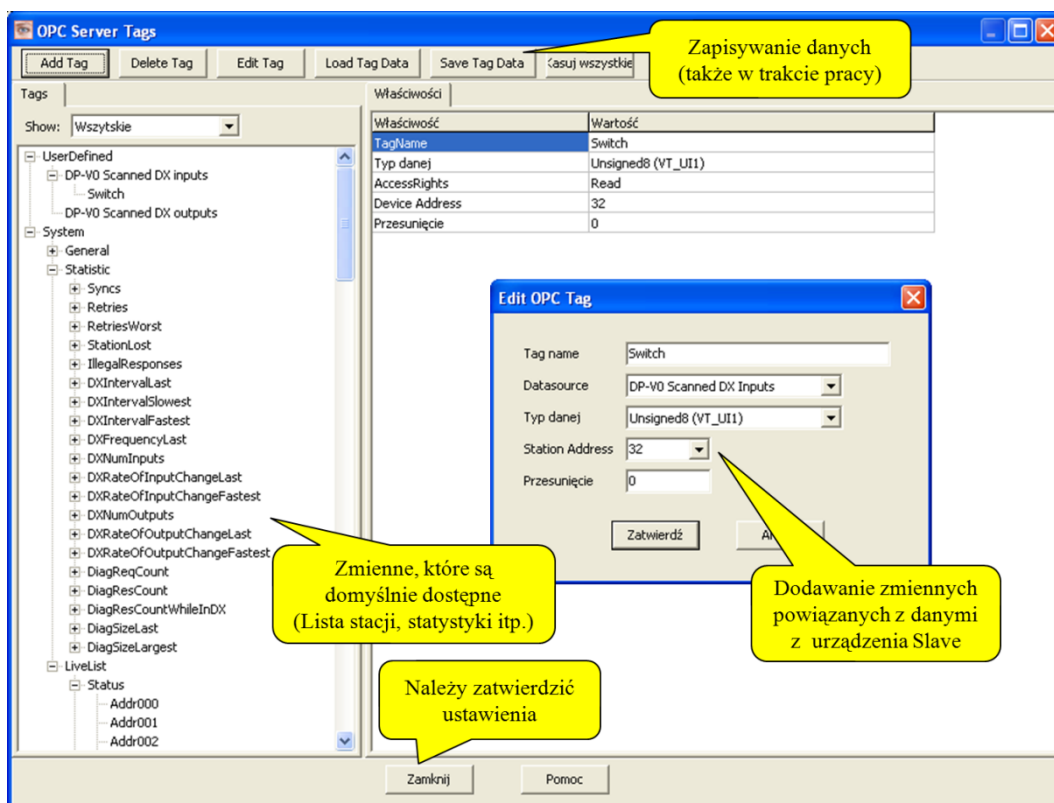 OPC Server Tags
Add Tag
Delete Tag
Edit Tag
Load Tag Data
Save Tag Data
Kasuj wszystkie
Zapisywanie danych
(także w trakcie pracy)
Tags
Show: Wszytskie
UserDefined
DP-V0 Scanned DX inputs
Switch
DP-V0 Scanned DX outputs
System
General
Statistic
Syncs
Retries
RetriesWorst
StationLost
IllegalResponses
DXIntervalLast
DXIntervalSlowest
DXIntervalFastest
DXFrequencyLast
DXNumInputs
DXRateOfInputChangeLast
DXRateOfInputChangeFastest
DXNumOutputs
DXRateOfOutputChangeLast
DXRateOfOutputChangeFastest
DiagReqCount
DiagResCount
DiagResCountWhileInDX
DiagSizeLast
DiagSizeLargest
LiveList
Status
Addr000
Addr001
Addr002
Właściwości
Właściwość Wartość
TagName Switch
Typ danej Unsigned8 (VT_UI1)
AccessRights Read
Device Address 32
Przesunięcie 0
Edit OPC Tag
Tag name Switch
Datasource DP-V0 Scanned DX Inputs
Typ danej Unsigned8 (VT_UI1)
Station Address 32
Przesunięcie 0
Zatwierdź
Zmienne, które są
domyślnie dostępne
(Lista stacji, statystyki itp.)
Dodawanie zmiennych
powiązanych z danymi
z urządzenia Slave
Należy zatwierdzić
ustawienia
Zamknij
Pomoc